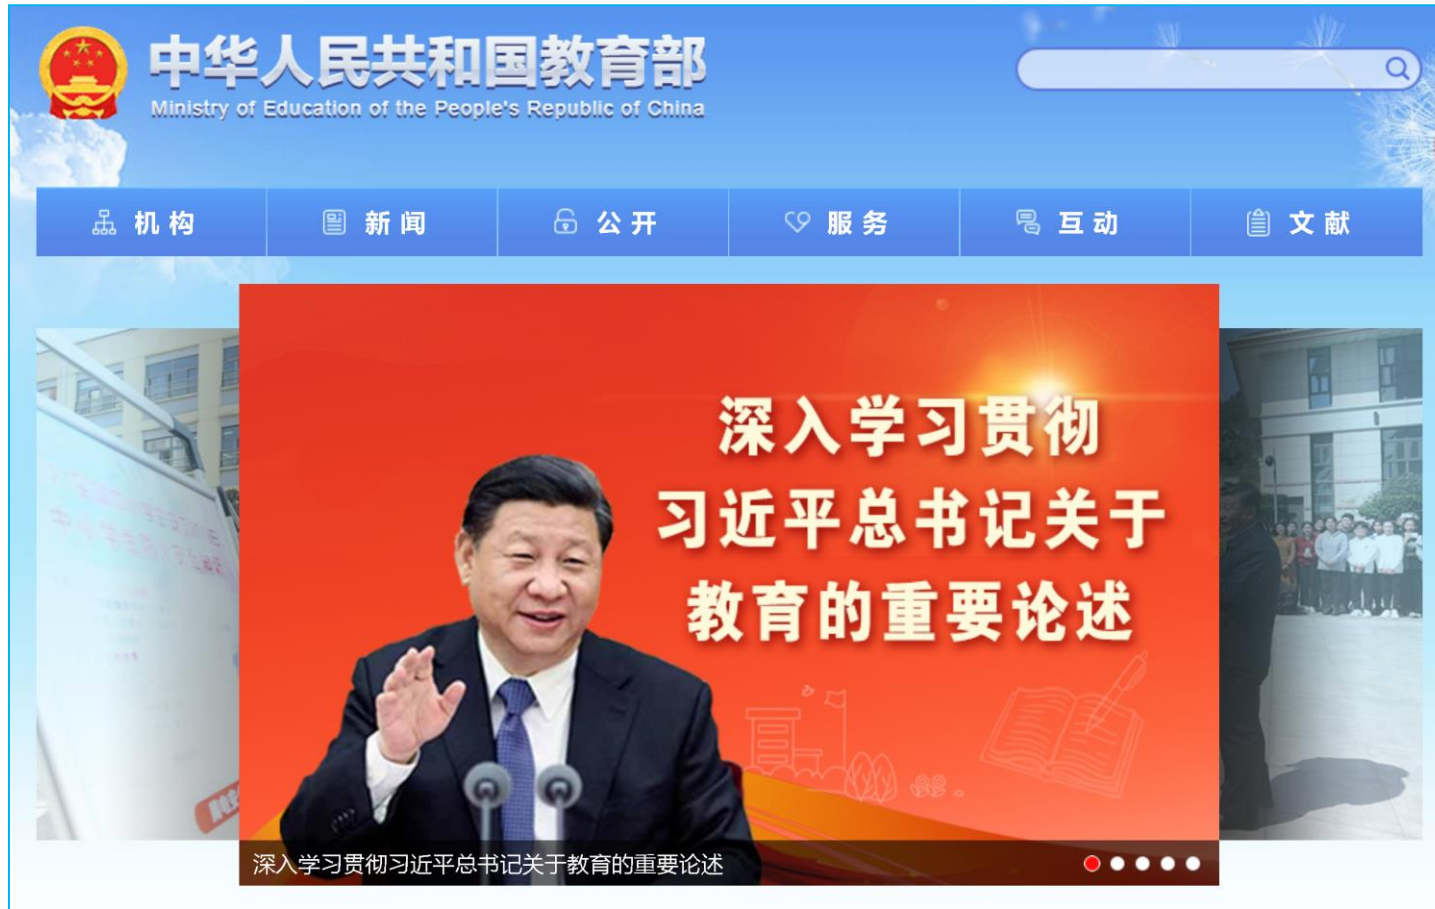 中华人民共和国教育部
Ministry of Education of the People's Republic of China
机构
新闻
公开
服务
互动
文献
深入学习贯彻
习近平总书记关于
教育的重要论述
深入学习贯彻习近平总书记关于教育的重要论述